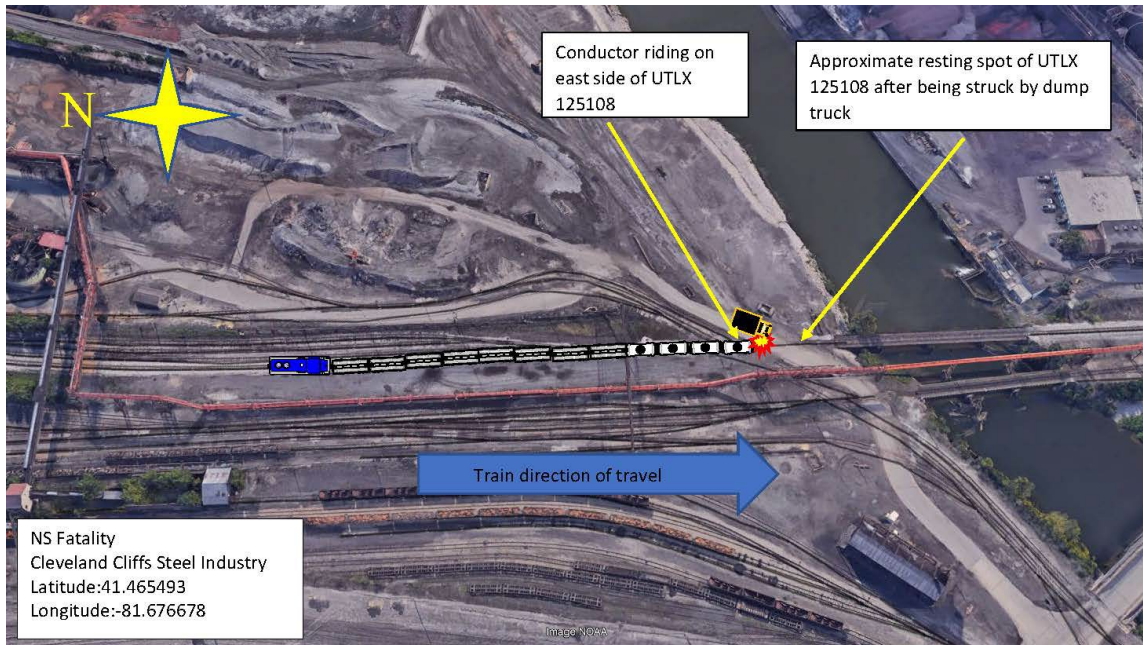 Conductor riding on
east side of UTLX
125108
Approximate resting spot of UTLX
125108 after being struck by dump
truck
N
Train direction of travel
NS Fatality
Cleveland Cliffs Steel Industry
Latitude:41.465493
Longitude:-81.676678
Image NOAA